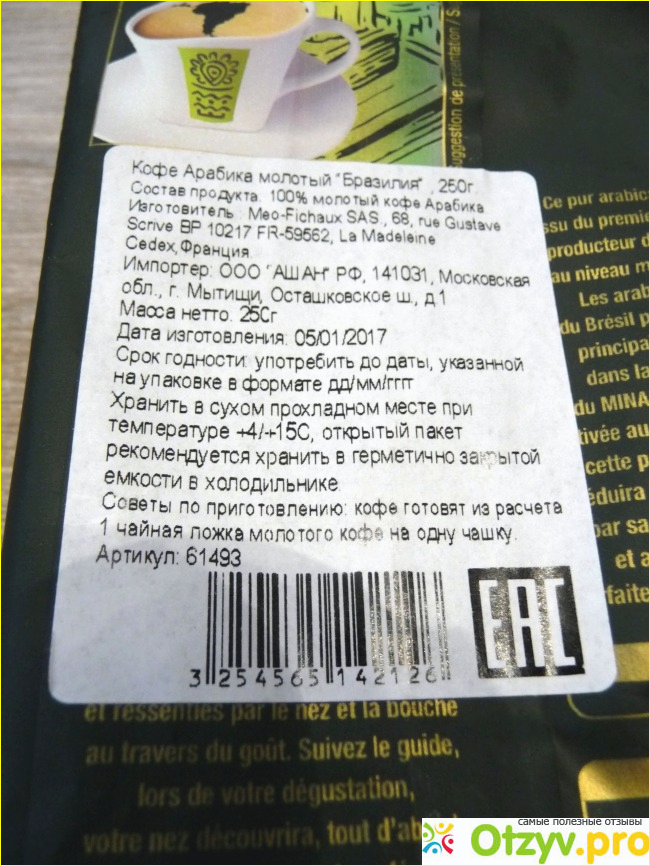 uggestion de présentation / S
Кофе Арабика молотый "Бразилия" , 250г.
Состав продукта: 100% молотый кофе Арабика
Изготовитель : Meo-Fichaux SAS., 68, rue Gustave
Scrive BP 10217 FR-59562, La Madeleine
Cedex,Франция.
Импортер: ООО "АШАН" РФ, 141031, Московская
обл., г. Мытищи, Осташковское ш., д.1
Масса нетто: 250г
Дата изготовления: 05/01/2017
Срок годности: употребить до даты, указанной
на упаковке в формате дд/мм/гггг
Хранить в сухом прохладном месте при
температуре +4/+15С, открытый пакет
рекомендуется хранить в герметично закрытой
емкости в холодильнике.
Советы по приготовлению: кофе готовят из расчета
1 чайная ложка молотого кофе на одну чашку.
Артикул: 61493
3 254565 142126
EAC
Ce pur arabic
ssu du premie
producteur d
au niveau m
Les arab
du Brésil p
principa
dans la
du MINA
tivée au
cette p
éduira
par sa
et a
faite
et ressenties par le nez et la bouche
au travers du goût. Suivez le guide,
lors de votre dégustation,
votre nez découvrira, tout d'ab
самые полезные отзывы
Otzyv.pro